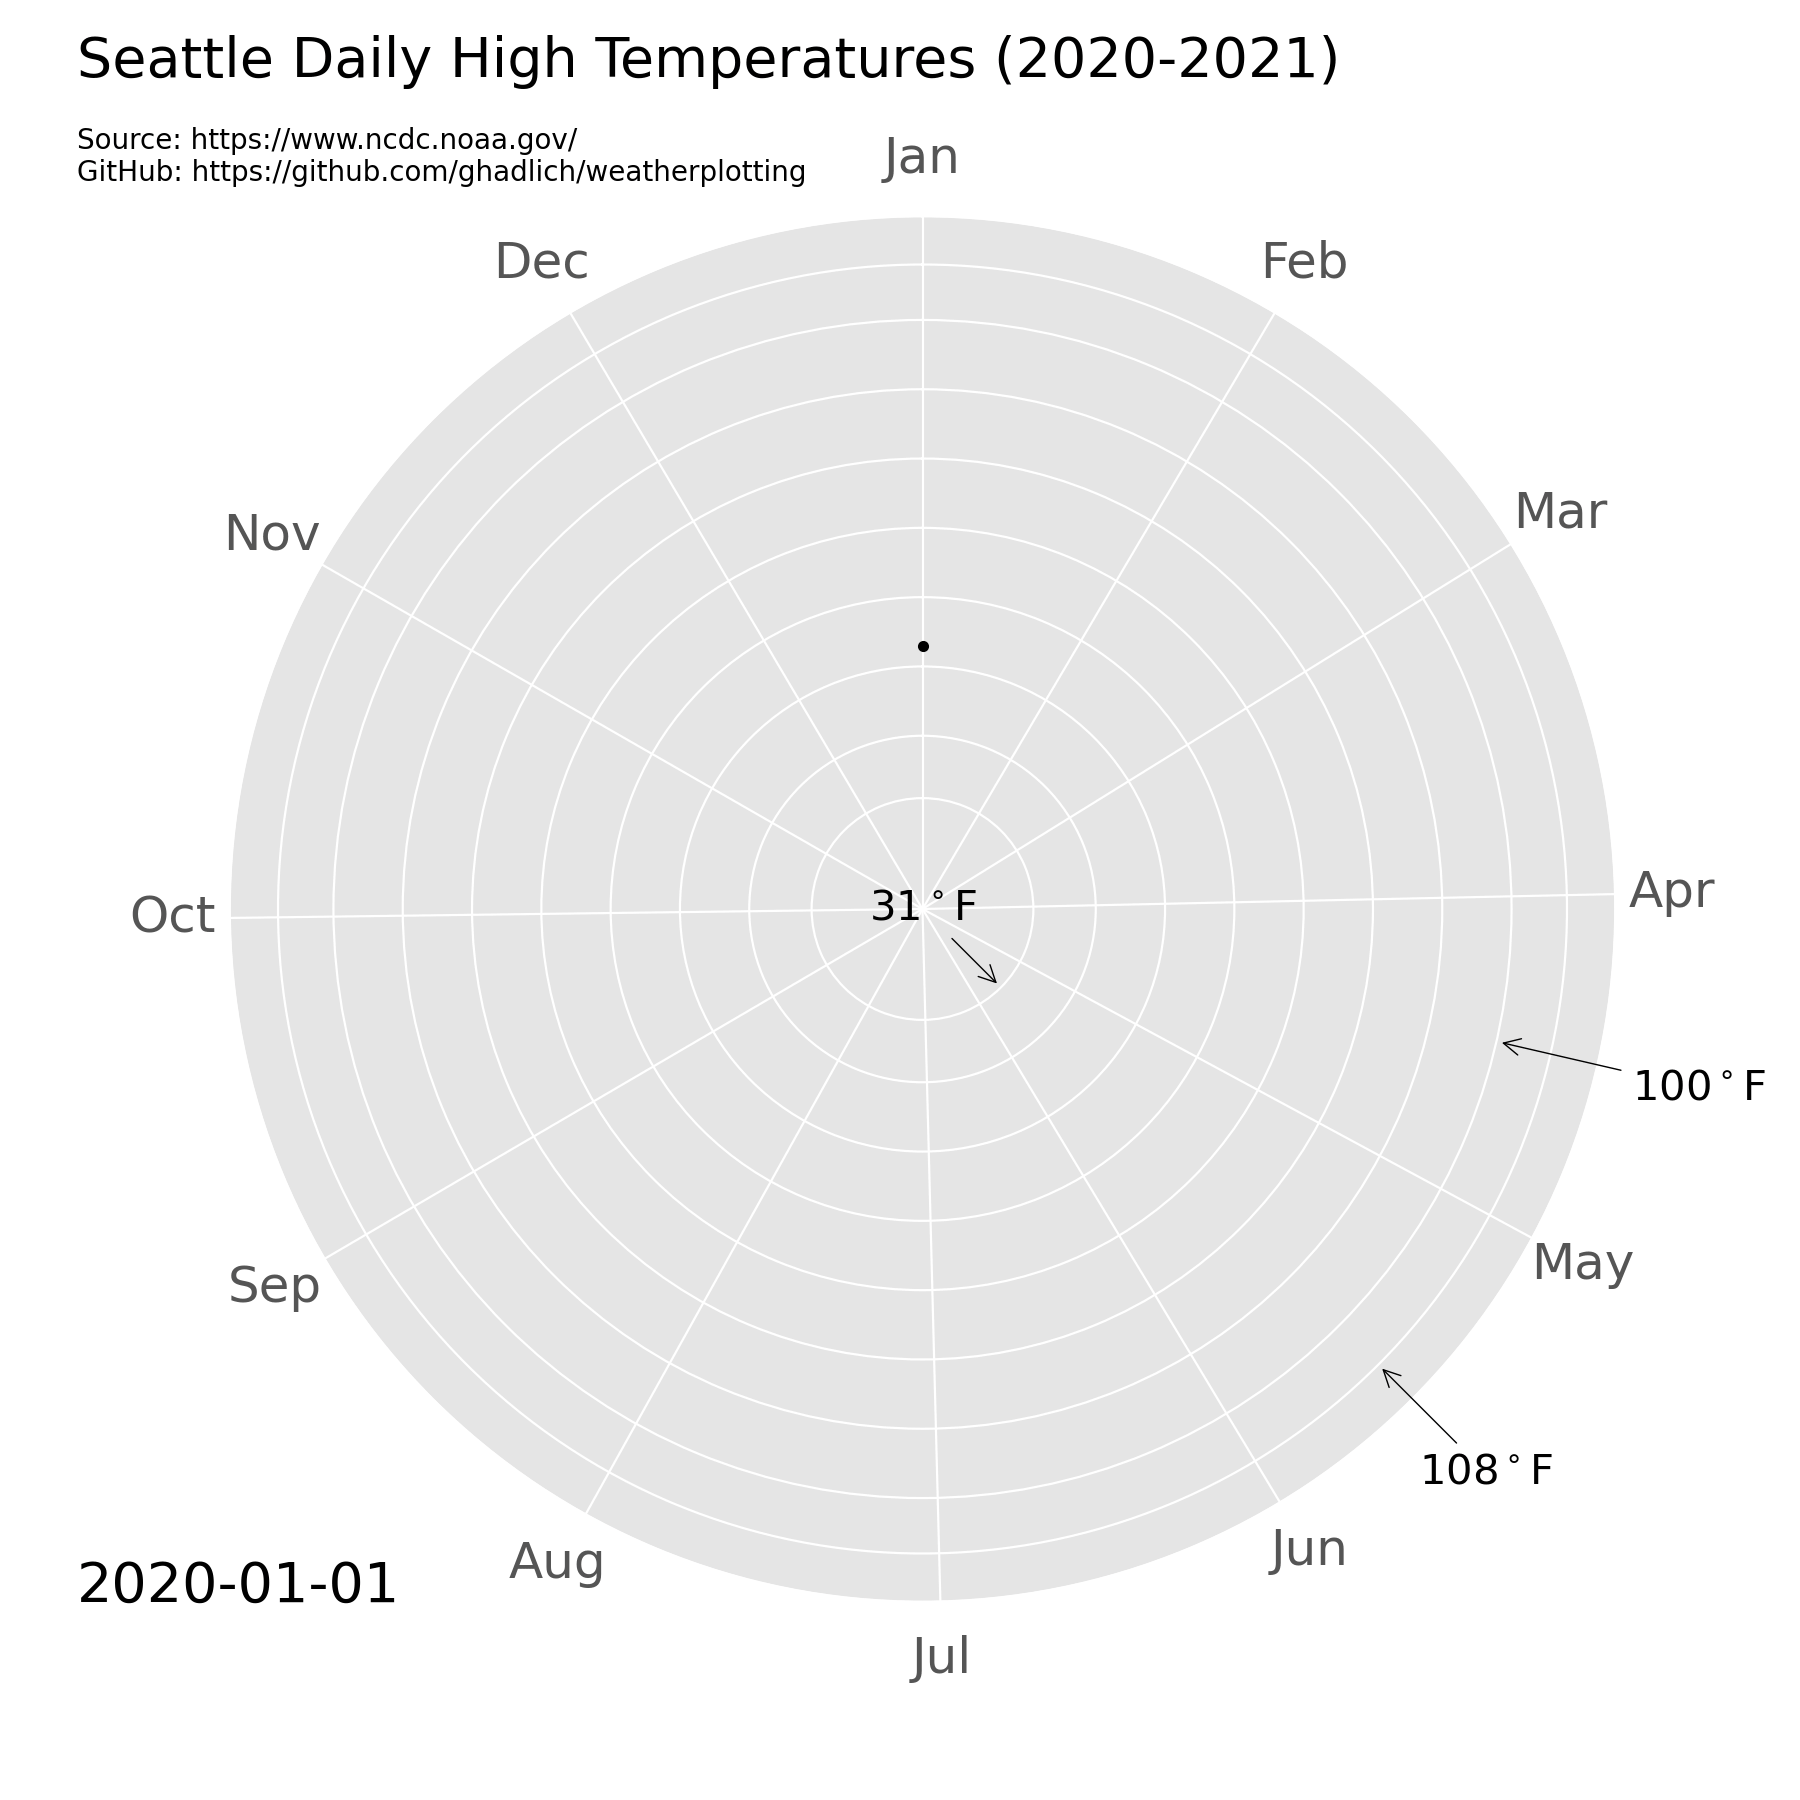 Seattle Daily High Temperatures (2020-2021)
Source: https://www.ncdc.noaa.gov/
GitHub: https://github.com/ghadlich/weatherplotting
Jan
Dec
Feb
Nov
Mar
Oct
31°F
Apr
100°F
Sep
May
108°F
Aug
Jun
2020-01-01
Jul